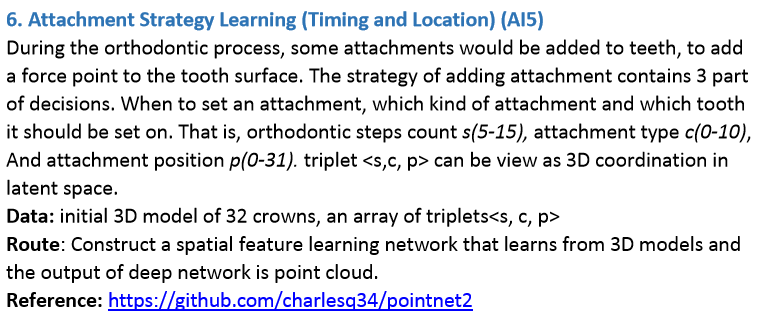 6. Attachment Strategy Learning (Timing and Location) (AI5)
During the orthodontic process, some attachments would be added to teeth, to add
a force point to the tooth surface. The strategy of adding attachment contains 3 part
of decisions. When to set an attachment, which kind of attachment and which tooth
it should be set on. That is, orthodontic steps count s(5-15), attachment type c(0-10),
And attachment position p(0-31). triplet <s,c, p> can be view as 3D coordination in
latent space.
Data: initial 3D model of 32 crowns, an array of triplets<s, c, p>
Route: Construct a spatial feature learning network that learns from 3D models and
the output of deep network is point cloud.
Reference: https://github.com/charlesq34/pointnet2